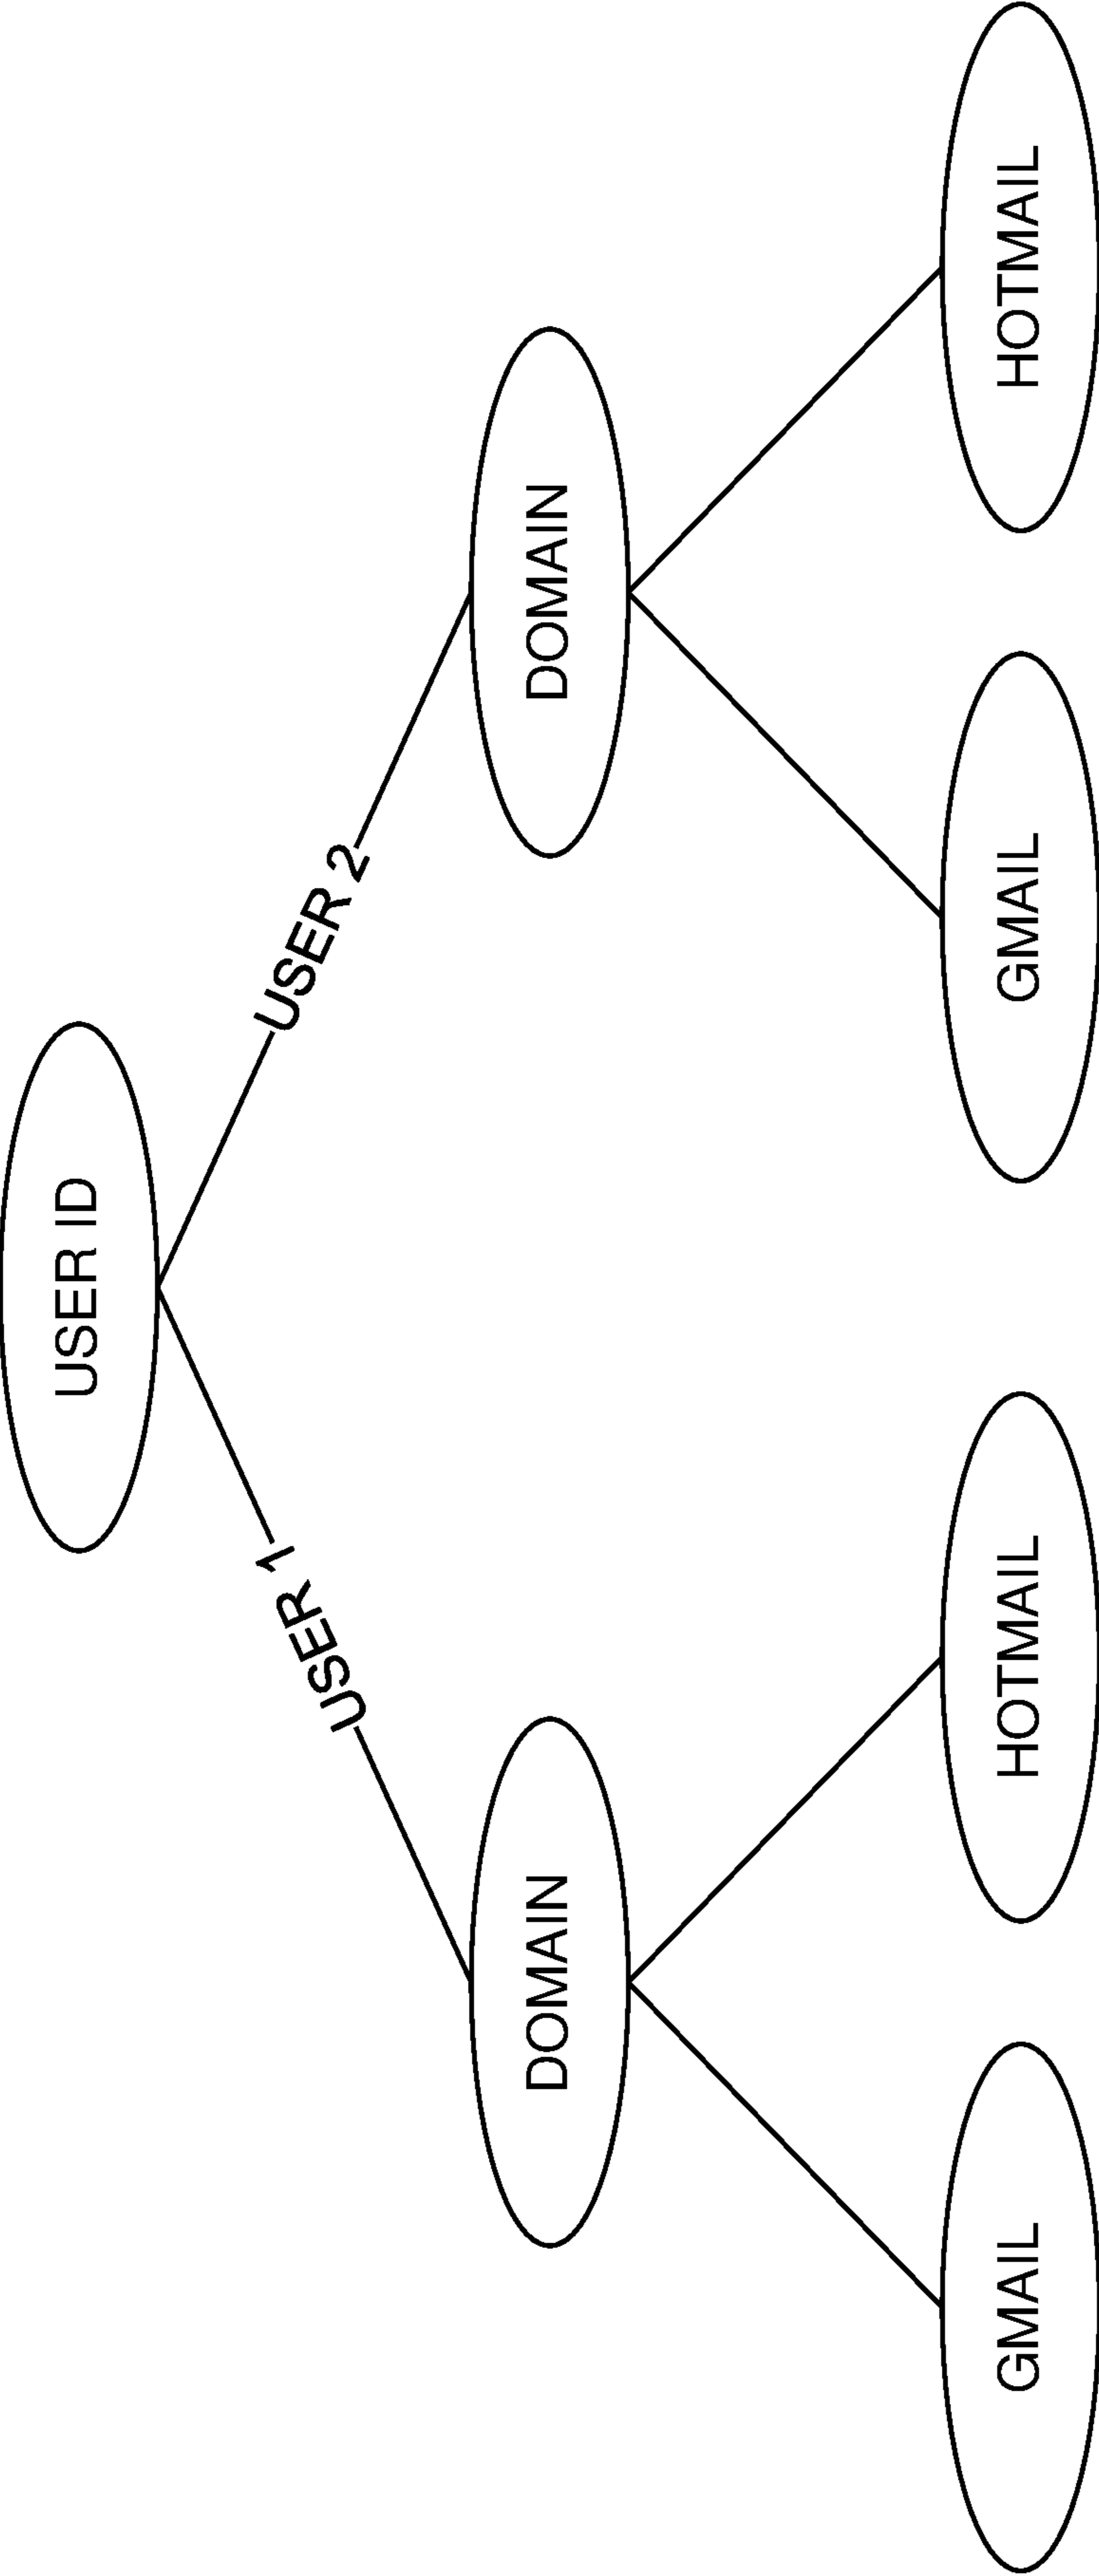 USER ID
USER 1
USER 2
DOMAIN
DOMAIN
GMAIL
HOTMAIL
GMAIL
HOTMAIL